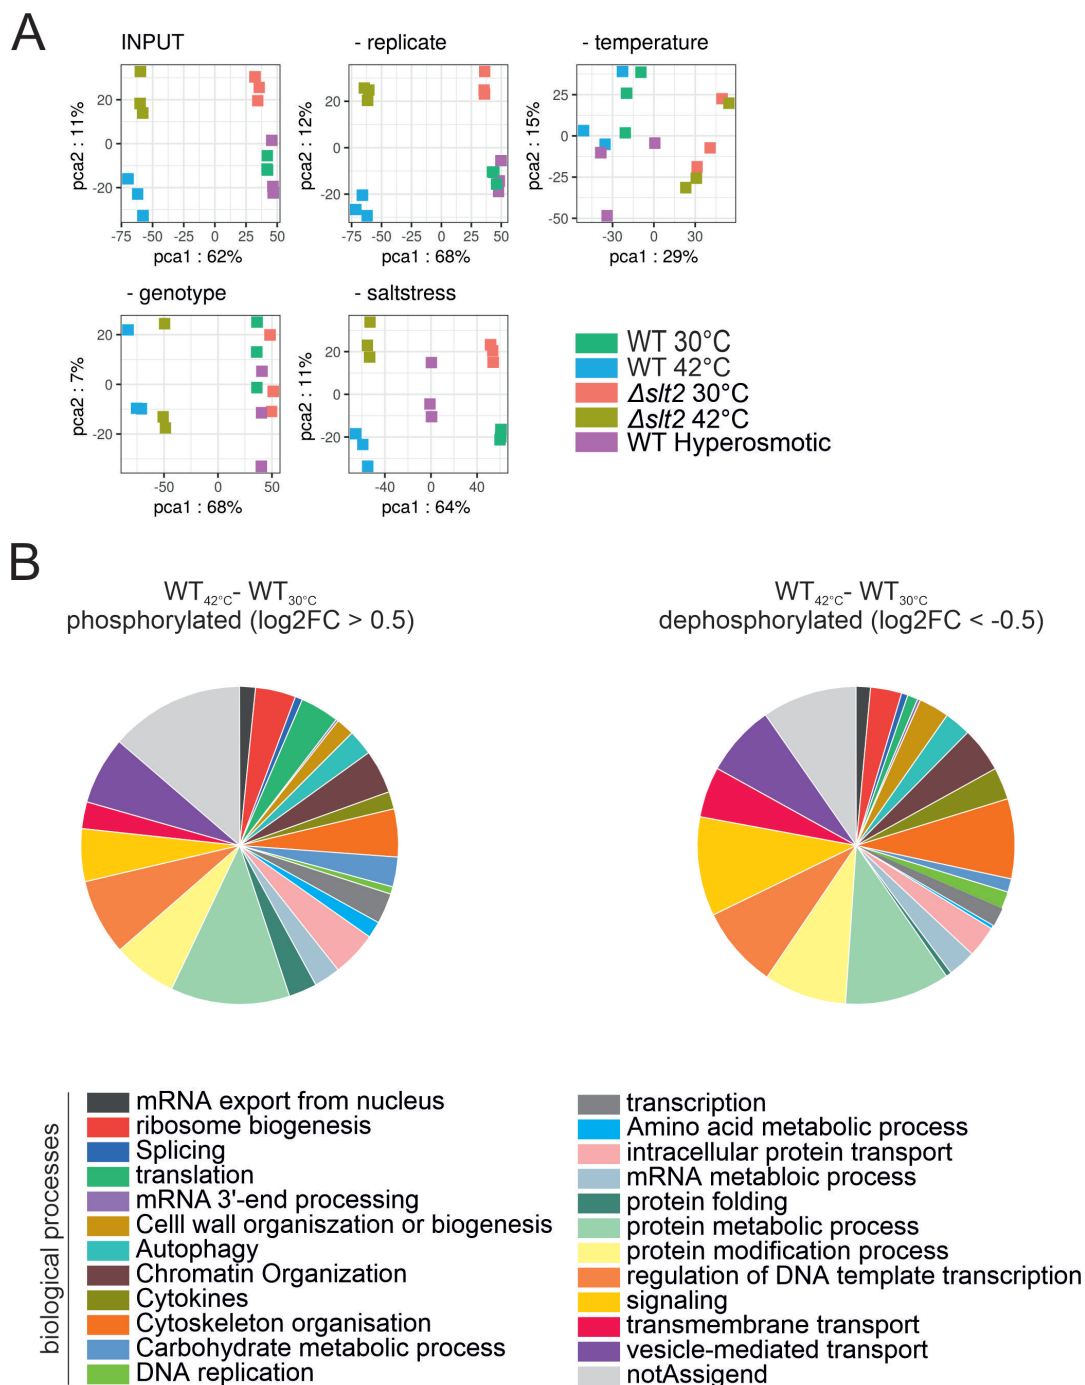 A
INPUT
- replicate
- temperature
pca2 : 11%
20
0
-20
-75 -50 -25 0 25 50
pca1 : 62%
pca2 : 12%
20
0
-20
-75 -50 -25 0 25 50
pca1 : 68%
pca2 : 15%
25
0
-25
-50
-30 0 30
pca1 : 29%
- genotype
- saltstress
pca2 : 7%
20
0
-20
-50 0 50
pca1 : 68%
pca2 : 11%
20
0
-20
-40 0 40
pca1 : 64%
WT 30°C
WT 42°C
Δslt2 30°C
Δslt2 42°C
WT Hyperosmotic
B
WT42°C- WT30°C
phosphorylated (log2FC > 0.5)
WT42°C- WT30°C
dephosphorylated (log2FC < -0.5)
biological processes
mRNA export from nucleus
ribosome biogenesis
Splicing
translation
mRNA 3'-end processing
Celll wall organiszation or biogenesis
Autophagy
Chromatin Organization
Cytokines
Cytoskeleton organisation
Carbohydrate metabolic process
DNA replication
transcription
Amino acid metabolic process
intracellular protein transport
mRNA metabloic process
protein folding
protein metabolic process
protein modification process
regulation of DNA template transcription
signaling
transmembrane transport
vesicle-mediated transport
notAssigend